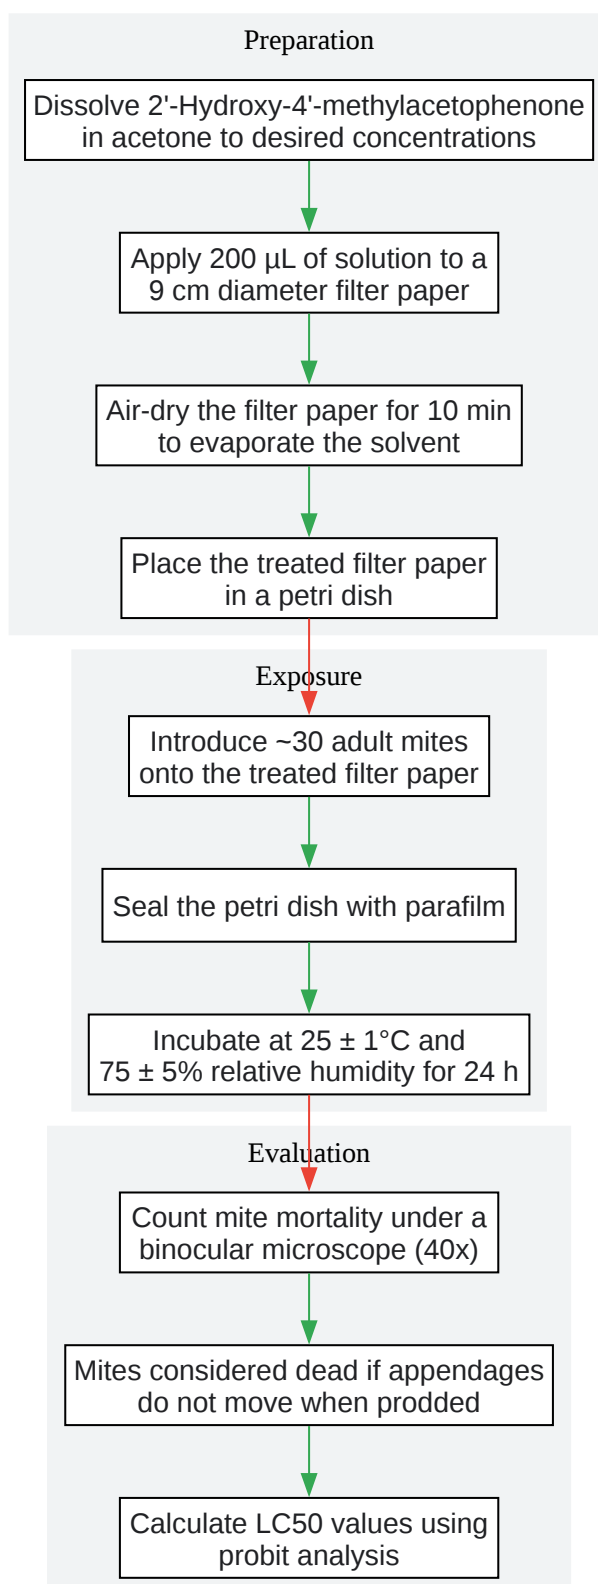 Preparation
Dissolve 2'-Hydroxy-4'-methylacetophenone
in acetone to desired concentrations
Apply 200 µL of solution to a
9 cm diameter filter paper
Air-dry the filter paper for 10 min
to evaporate the solvent
Place the treated filter paper
in a petri dish
Exposure
Introduce ~30 adult mites
onto the treated filter paper
Seal the petri dish with parafilm
Incubate at 25 ± 1°C and
75 ± 5% relative humidity for 24 h
Evaluation
Count mite mortality under a
binocular microscope (40x)
Mites considered dead if appendages
do not move when prodded
Calculate LC50 values using
probit analysis